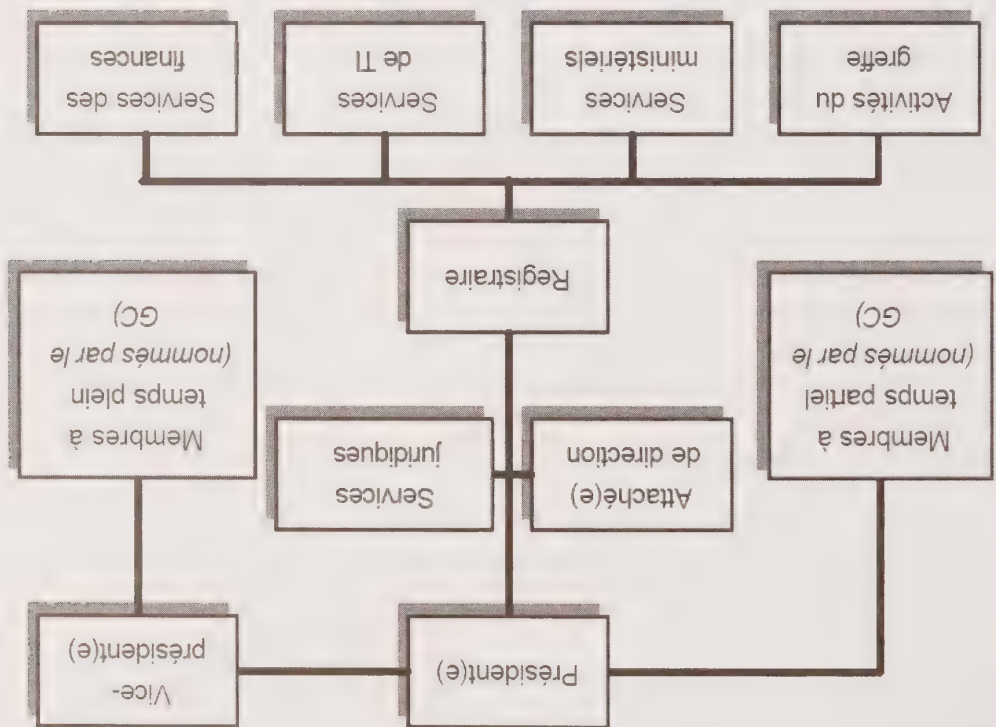 Président(e)
Vice-
président(e)
Attaché(e)
de direction
Services
juridiques
Membres à
temps partiel
(nommés par le
GC)
Membres à
temps plein
(nommés par le
GC)
Registraire
Activités du
greffe
Services
ministériels
Services
de TI
Services des
finances